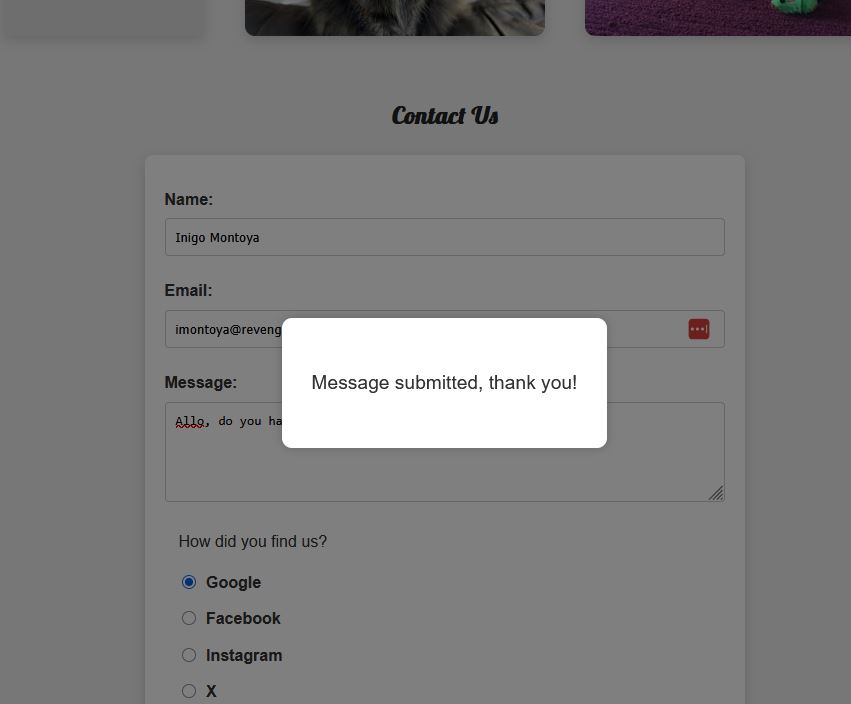 Contact Us
Name:
Inigo Montoya
Email:
imontoya@reveng
Message submitted, thank you!
Message:
Allo, do you ha
How did you find us?
Google
Facebook
Instagram
X